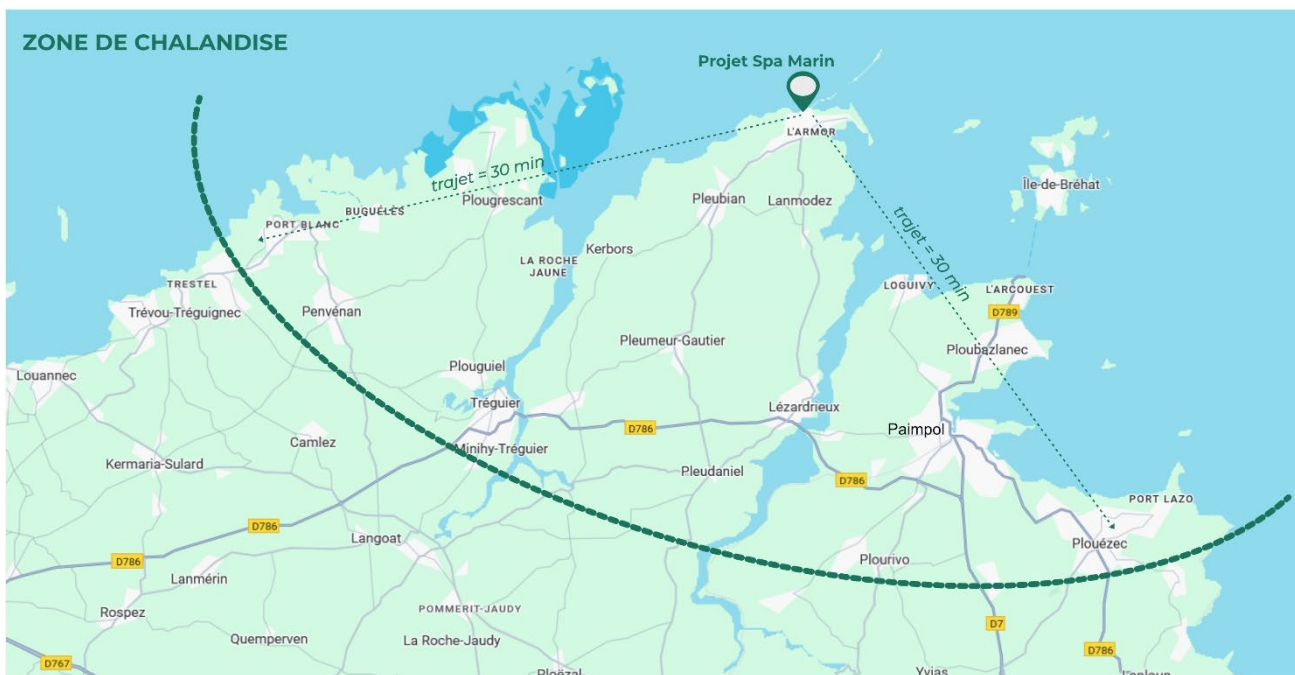 ZONE DE CHALANDISE
Projet Spa Marin
L'ARMOR
trajet = 30 min
Île-de-Bréhat
Plougrescant
Pleubian
Lanmodez
BUGUÉLÈS
PORT BLANC
trajet = 30 min
Kerbors
LA ROCHE
JAUNE
TRESTEL
LOGUIVY
L'ARCOUEST
Trévou-Tréguignec
Penvénan
D789
Pleumeur-Gautier
Ploubazlanec
Louannec
Plouguiel
Tréguier
Lézardrieux
D786
Paimpol
Camlez
Minihy-Tréguier
Kermaria-Sulard
Pleudaniel
D786
PORT LAZO
D786
Langoat
Plouézec
D786
Plourivo
Lanmérin
POMMERIT-JAUDY
Rospez
D7
Quemperven
La Roche-Jaudy
D786
D767
Ploëzal
Yvias
Lanloup